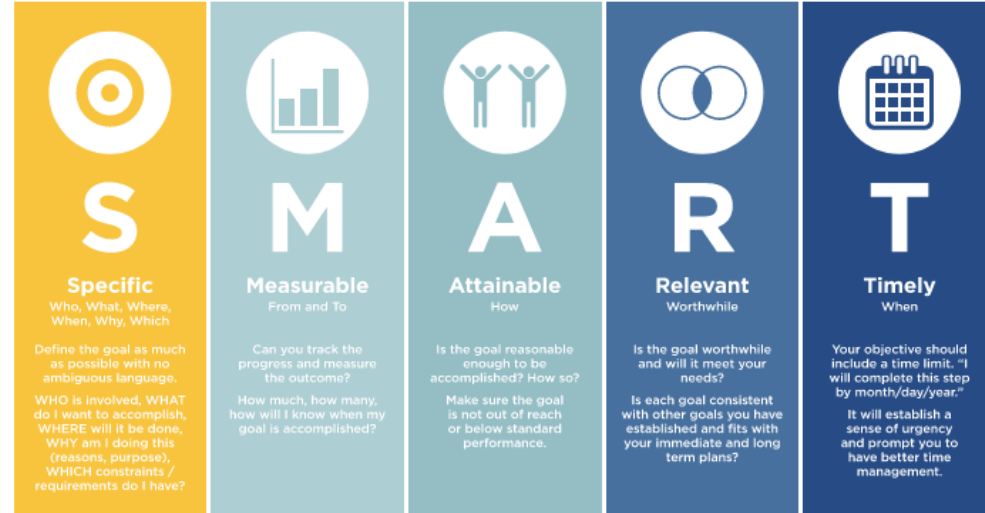 S
Specific
Who, What, Where,
When, Why, Which
Define the goal as much
as possible with no
ambiguous language.
WHO is involved, WHAT
do I want to accomplish,
WHERE will it be done,
WHY am I doing this
(reasons, purpose),
WHICH constraints /
requirements do I have?
M
Measurable
From and To
Can you track the
progress and measure
the outcome?
How much, how many,
how will I know when my
goal is accomplished?
A
Attainable
How
Is the goal reasonable
enough to be
accomplished? How so?
Make sure the goal
is not out of reach
or below standard
performance.
R
Relevant
Worthwhile
Is the goal worthwhile
and will it meet your
needs?
Is each goal consistent
with other goals you have
established and fits with
your immediate and long
term plans?
T
Timely
When
Your objective should
include a time limit. “I
will complete this step
by month/day/year.”
It will establish a
sense of urgency
and prompt you to
have better time
management.